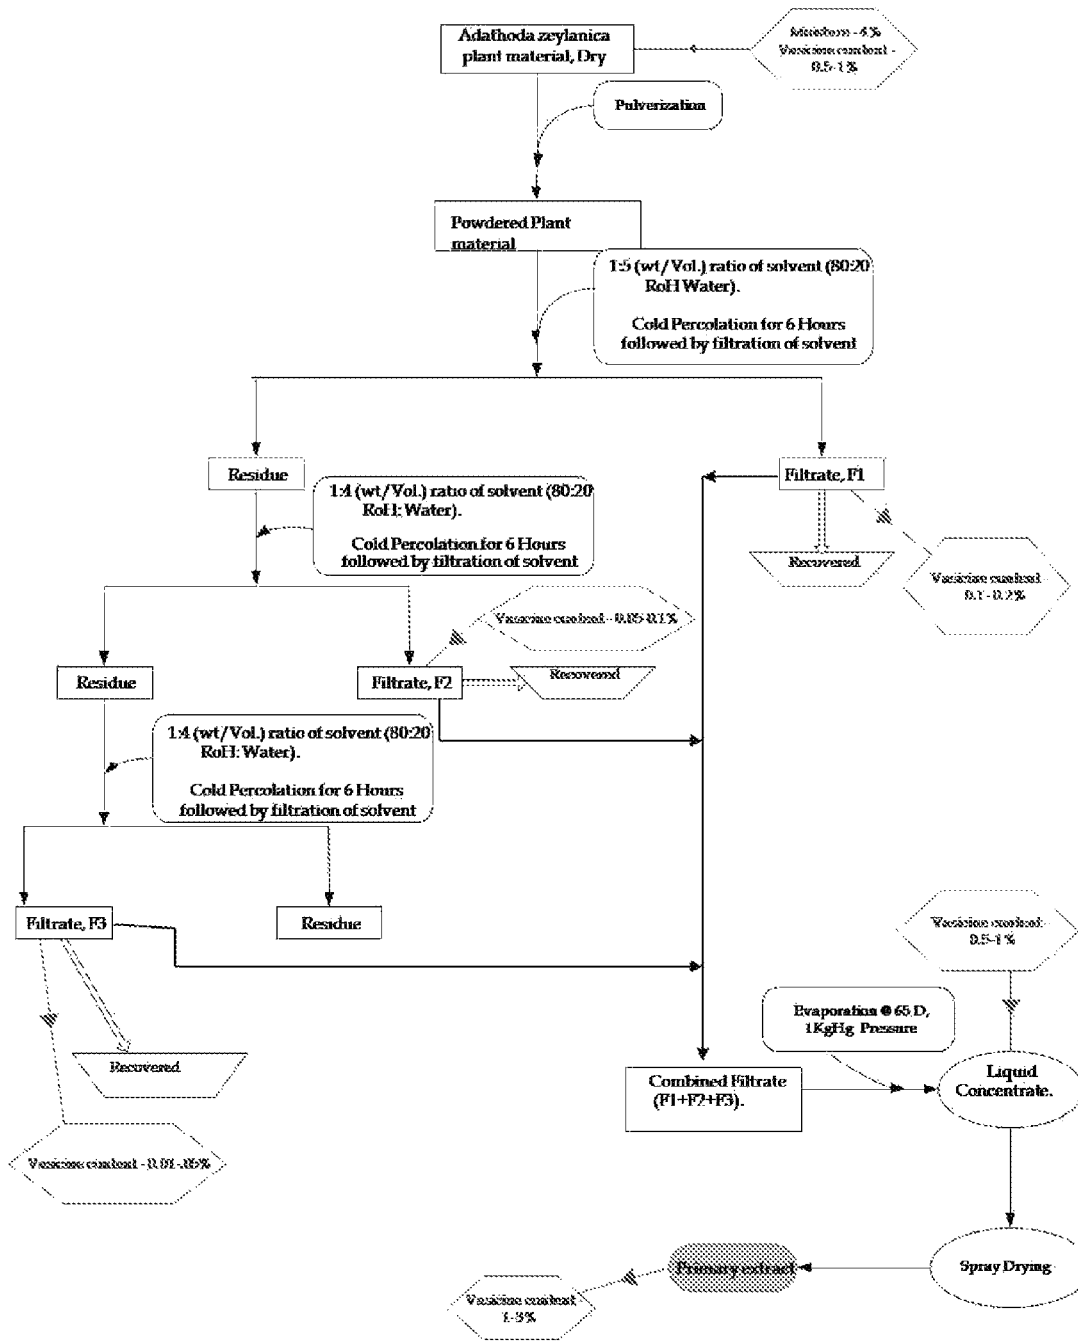 Adathoda zeylanica
plant material, Dry
Moisture - 4%
Vasicine content -
0.5-1%
Pulverization
Powdered Plant
material
1:5 (wt/Vol.) ratio of solvent (80:20
RoH Water).
Cold Percolation for 6 Hours
followed by filtration of solvent
Residue
Filtrate, F1
1:4 (wt/Vol.) ratio of solvent (80:20
RoH: Water).
Cold Percolation for 6 Hours
followed by filtration of solvent
Recovered
Vasicine content -
0.1 - 0.2%
Vasicine content - 0.05-0.1%
Residue
Filtrate, F2
Recovered
1:4 (wt/Vol.) ratio of solvent (80:20
RoH: Water).
Cold Percolation for 6 Hours
followed by filtration of solvent
Filtrate, F3
Residue
Vasicine content -
0.5-1%
Evaporation @ 65 D,
1KgHg Pressure
Recovered
Combined Filtrate
(F1+F2+F3).
Liquid
Concentrate.
Vasicine content - 0.01-.05%
Primary extract
Spray Drying
Vasicine content